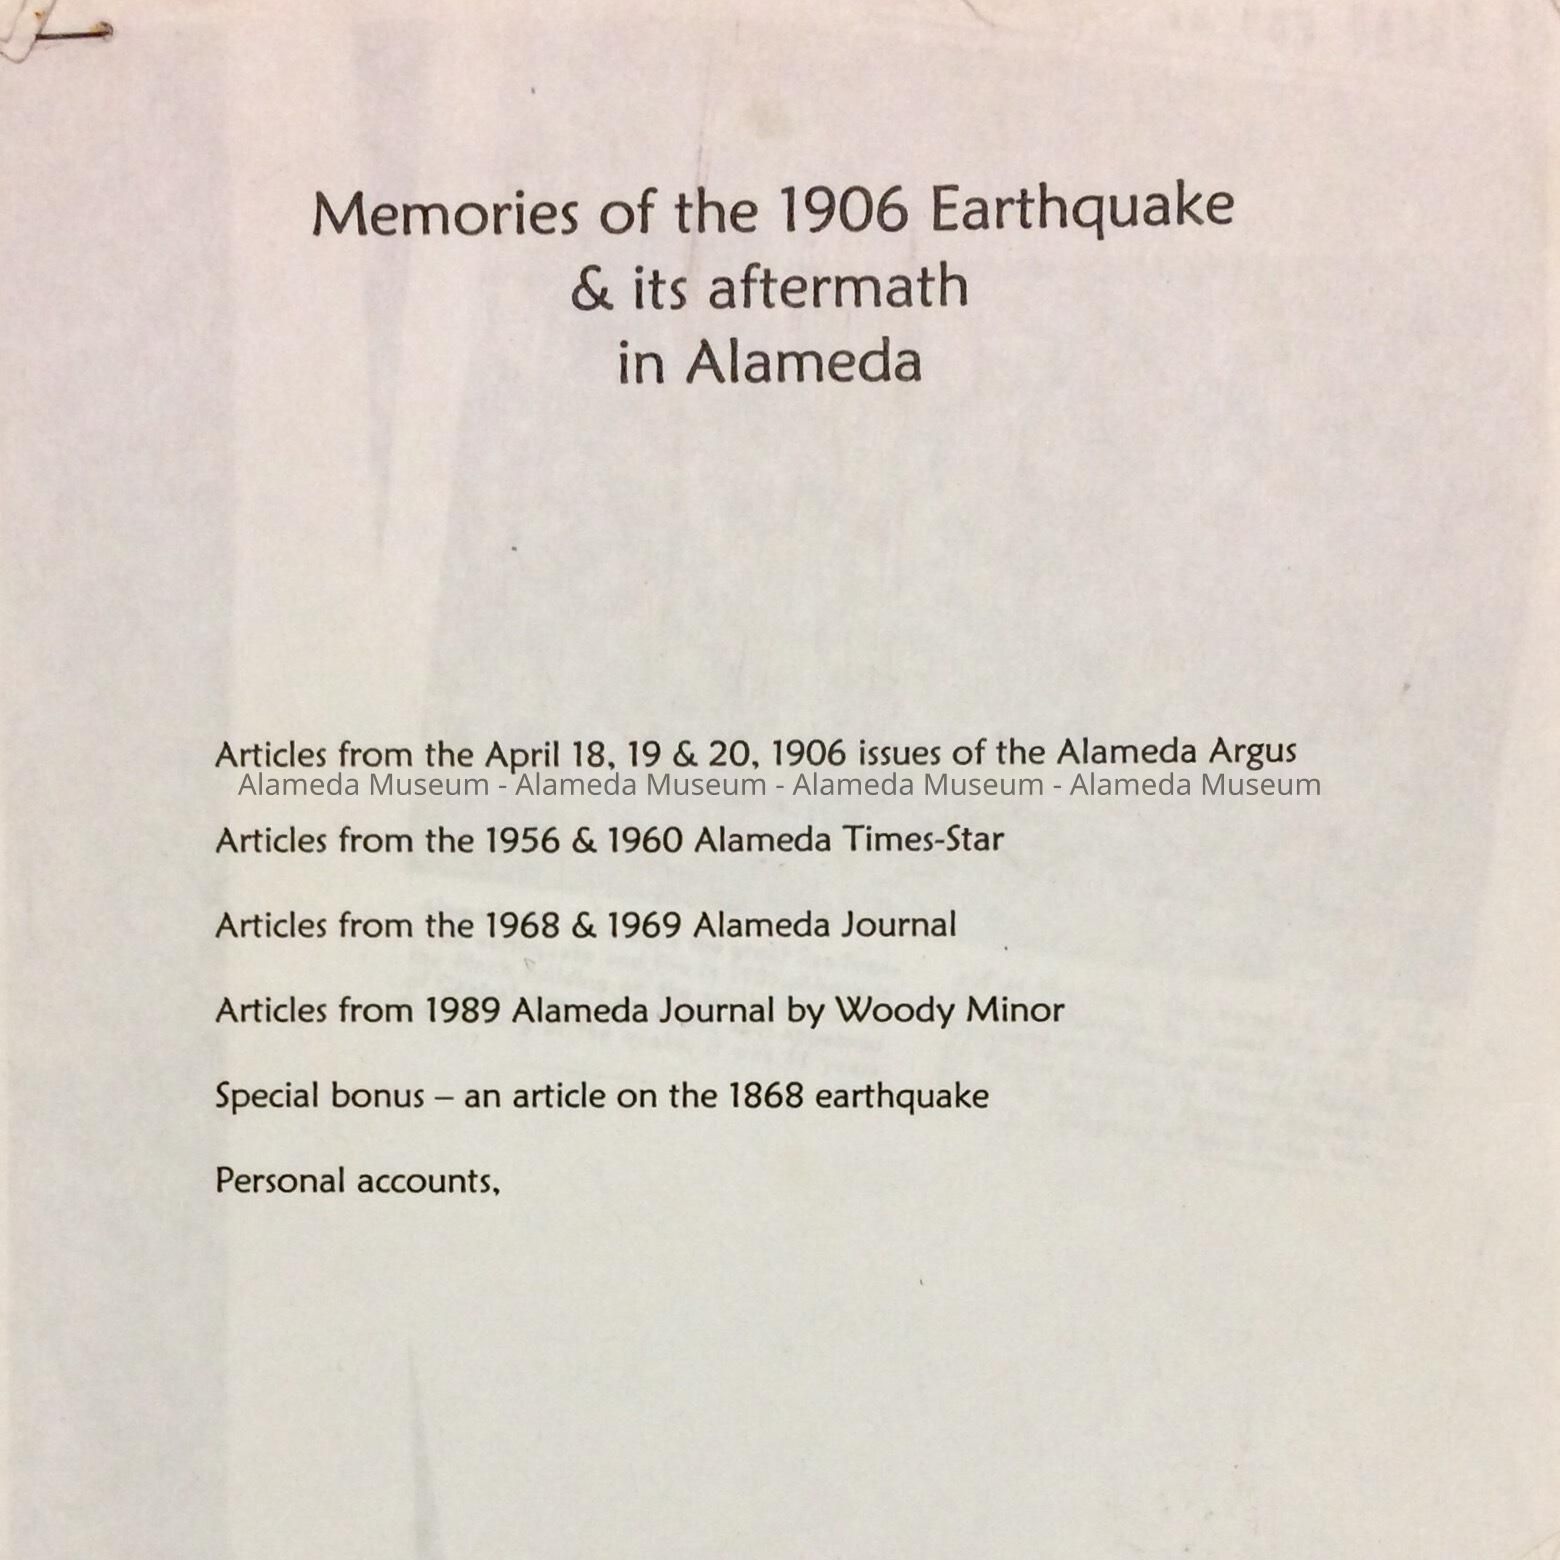 Memories of the 1906 Earthquake
& its aftermath
in Alameda
Articles from the April 18, 19 & 20, 1906 issues of the Alameda Argus
Alameda Museum - Alameda Museum - Alameda Museum - Alameda Museum
Articles from the 1956 & 1960 Alameda Times-Star
Articles from the 1968 & 1969 Alameda Journal
Articles from 1989 Alameda Journal by Woody Minor
Special bonus – an article on the 1868 earthquake
Personal accounts,